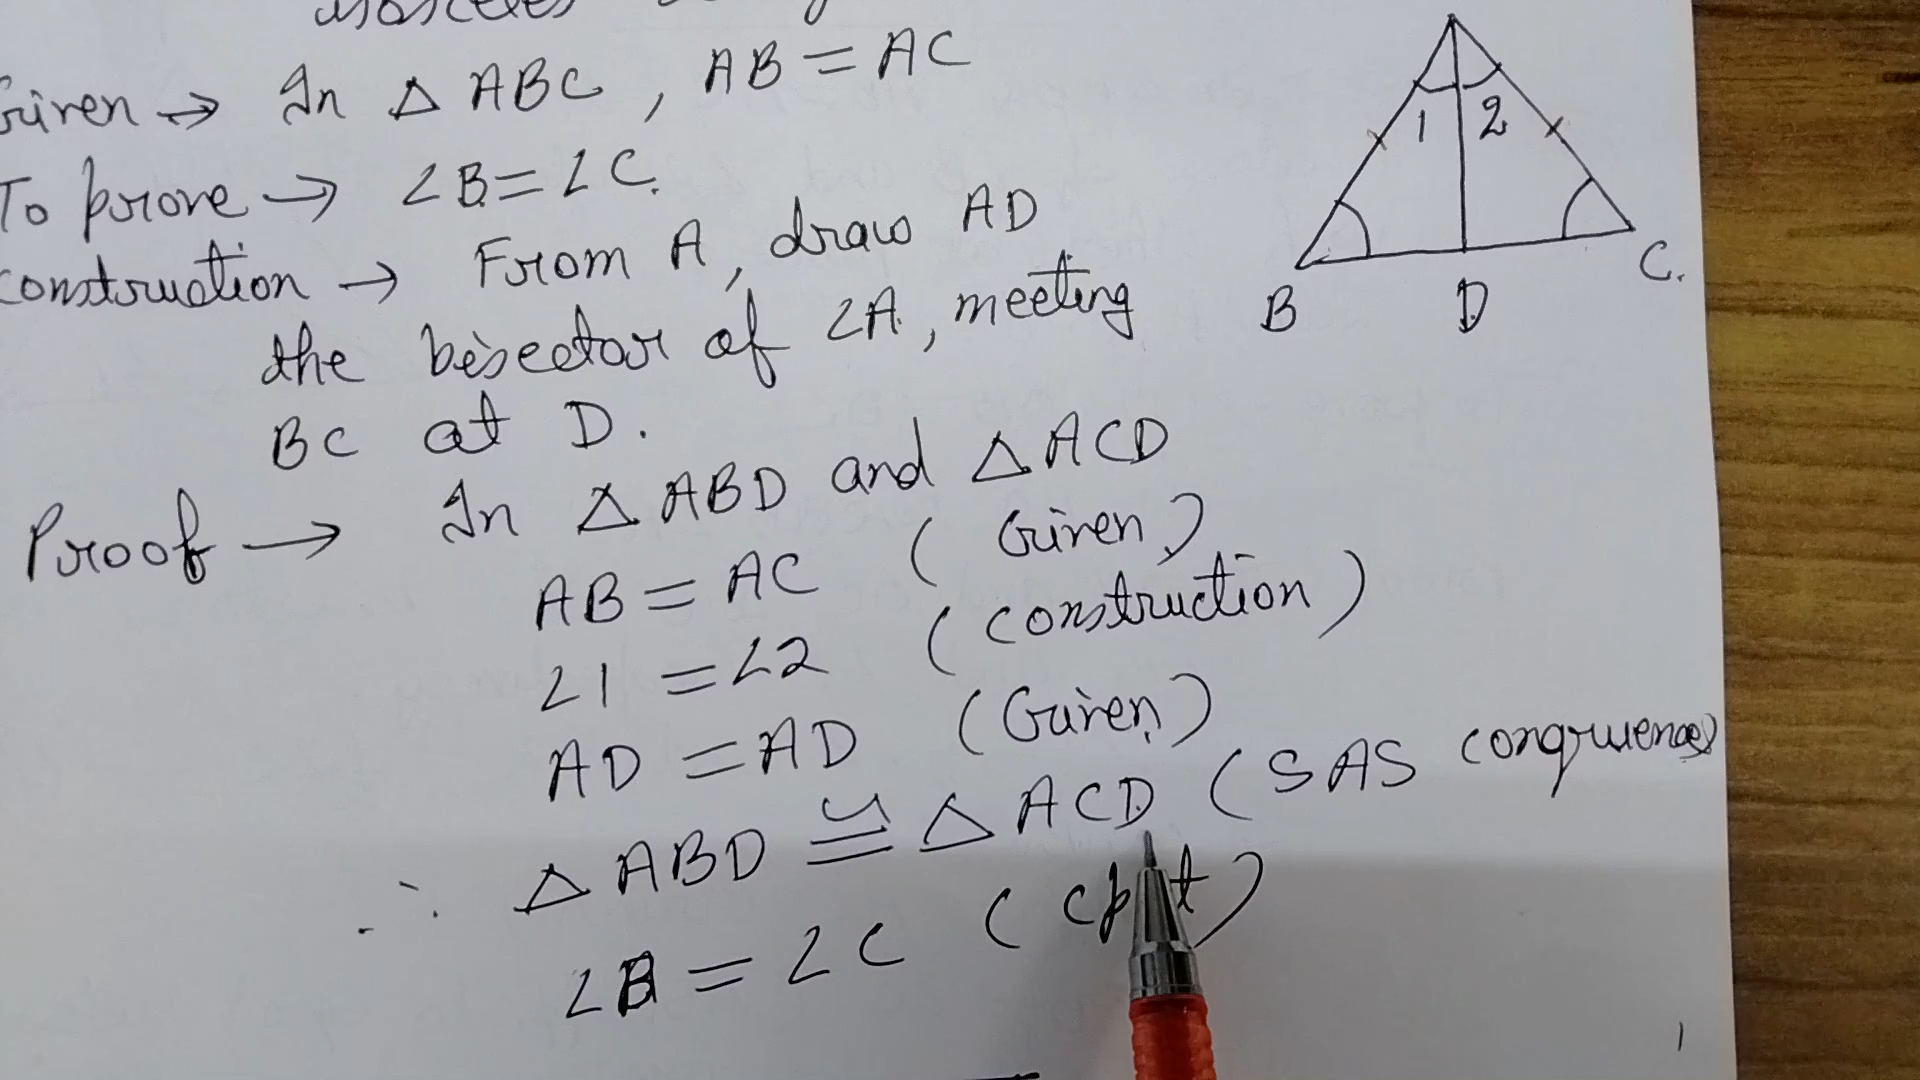 isosceles
Given → In △ ABC, AB = AC
To prove → ∠B = ∠C.
Construction → From A, draw AD
the bisector of ∠A, meeting
BC at D.
Proof → In △ ABD and △ ACD
AB = AC (Given)
∠1 = ∠2 (construction)
AD = AD (Given)
∴ △ ABD ≅ △ ACD (SAS congruence)
∠B = ∠C
1 2
B D C.